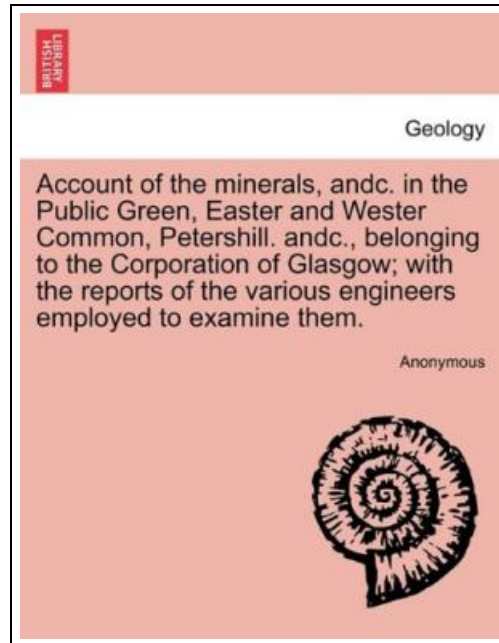 BRITISH
LIBRARY
Geology
Account of the minerals, andc. in the
Public Green, Easter and Wester
Common, Petershill. andc., belonging
to the Corporation of Glasgow; with
the reports of the various engineers
employed to examine them.
Anonymous